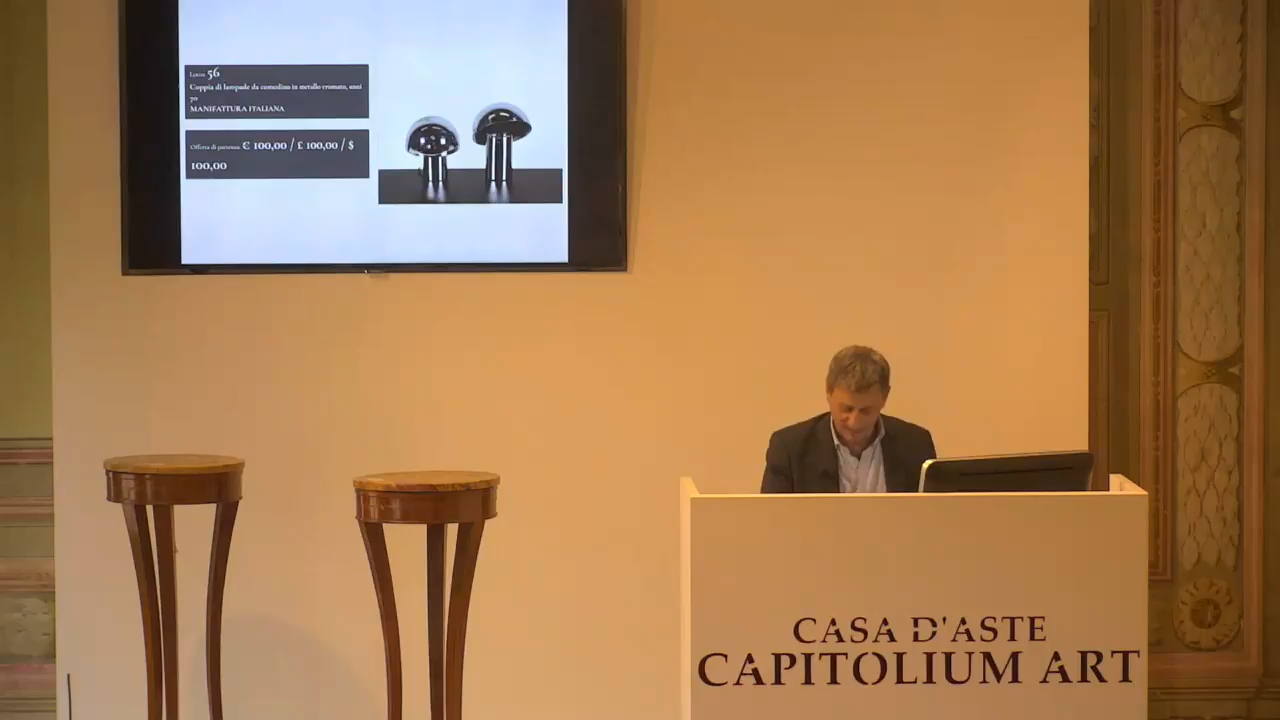 Lotto 56
Coppia di lampade da comodino in metallo cromato, anni
70
MANIFATTURA ITALIANA
Offerta di partenza € 100,00 / £ 100,00 / $
100,00
CASA D'ASTE
CAPITOLIUM ART